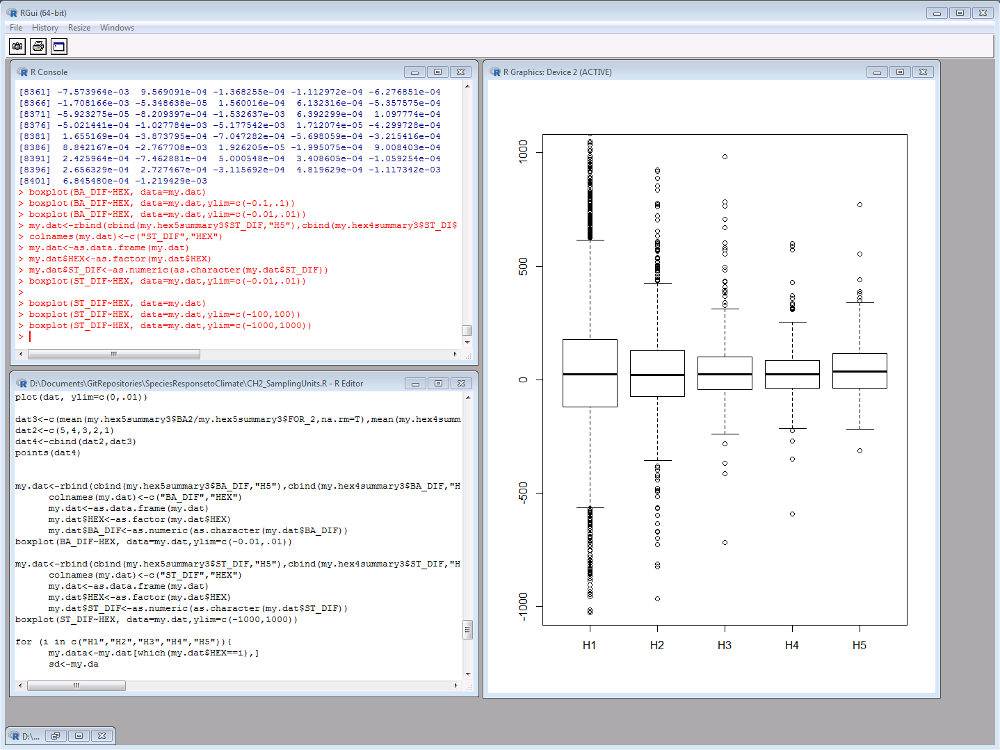 RGui (64-bit)
File History Resize Windows
R Console
[8361] -7.573964e-03  9.569091e-04 -1.368255e-04 -1.112972e-04 -6.276851e-04
[8366] -1.708166e-03 -5.348638e-05  1.560016e-04  6.132316e-04 -5.357575e-04
[8371] -5.923275e-05 -8.209397e-04 -1.532637e-03  6.392299e-04  1.097774e-04
[8376] -5.021441e-04 -1.027784e-03 -5.177542e-03  1.712074e-05 -4.299728e-04
[8381]  1.655169e-04 -3.873795e-04 -7.047282e-04 -5.698059e-04 -3.215416e-04
[8386]  8.842167e-04 -2.767708e-03  1.926205e-05 -1.995075e-04  9.008403e-04
[8391]  2.425964e-04 -7.462881e-04  5.000548e-04  3.408605e-04 -1.059254e-04
[8396]  2.656329e-04  2.727467e-04 -3.115692e-04  4.819629e-04 -1.117342e-03
[8401]  6.845480e-04 -1.219429e-03
> boxplot(BA_DIF~HEX, data=my.dat)
> boxplot(BA_DIF~HEX, data=my.dat,ylim=c(-0.1,.1))
> boxplot(BA_DIF~HEX, data=my.dat,ylim=c(-0.01,.01))
> my.dat<-rbind(cbind(my.hex5summary3$ST_DIF,"H5"),cbind(my.hex4summary3$ST_DI$
> colnames(my.dat)<-c("ST_DIF","HEX")
> my.dat<-as.data.frame(my.dat)
> my.dat$HEX<-as.factor(my.dat$HEX)
> my.dat$ST_DIF<-as.numeric(as.character(my.dat$ST_DIF))
> boxplot(ST_DIF~HEX, data=my.dat,ylim=c(-0.01,.01))
>
> boxplot(ST_DIF~HEX, data=my.dat)
> boxplot(ST_DIF~HEX, data=my.dat,ylim=c(-100,100))
> boxplot(ST_DIF~HEX, data=my.dat,ylim=c(-1000,1000))
>
D:\Documents\GitRepositories\SpeciesResponsetoClimate\CH2_SamplingUnits.R - R Editor
plot(dat, ylim=c(0,.01))
dat3<-c(mean(my.hex5summary3$BA2/my.hex5summary3$FOR_2,na.rm=T),mean(my.hex4summ
dat2<-c(5,4,3,2,1)
dat4<-cbind(dat2,dat3)
points(dat4)
my.dat<-rbind(cbind(my.hex5summary3$BA_DIF,"H5"),cbind(my.hex4summary3$BA_DIF,"H
colnames(my.dat)<-c("BA_DIF","HEX")
my.dat<-as.data.frame(my.dat)
my.dat$HEX<-as.factor(my.dat$HEX)
my.dat$BA_DIF<-as.numeric(as.character(my.dat$BA_DIF))
boxplot(BA_DIF~HEX, data=my.dat,ylim=c(-0.01,.01))
my.dat<-rbind(cbind(my.hex5summary3$ST_DIF,"H5"),cbind(my.hex4summary3$ST_DIF,"H
colnames(my.dat)<-c("ST_DIF","HEX")
my.dat<-as.data.frame(my.dat)
my.dat$HEX<-as.factor(my.dat$HEX)
my.dat$ST_DIF<-as.numeric(as.character(my.dat$ST_DIF))
boxplot(ST_DIF~HEX, data=my.dat,ylim=c(-1000,1000))
for (i in c("H1","H2","H3","H4","H5")){
my.data<-my.dat[which(my.dat$HEX==i),]
sd<-my.da
D:\...
R Graphics: Device 2 (ACTIVE)
1000
500
0
-500
-1000
H1 H2 H3 H4 H5